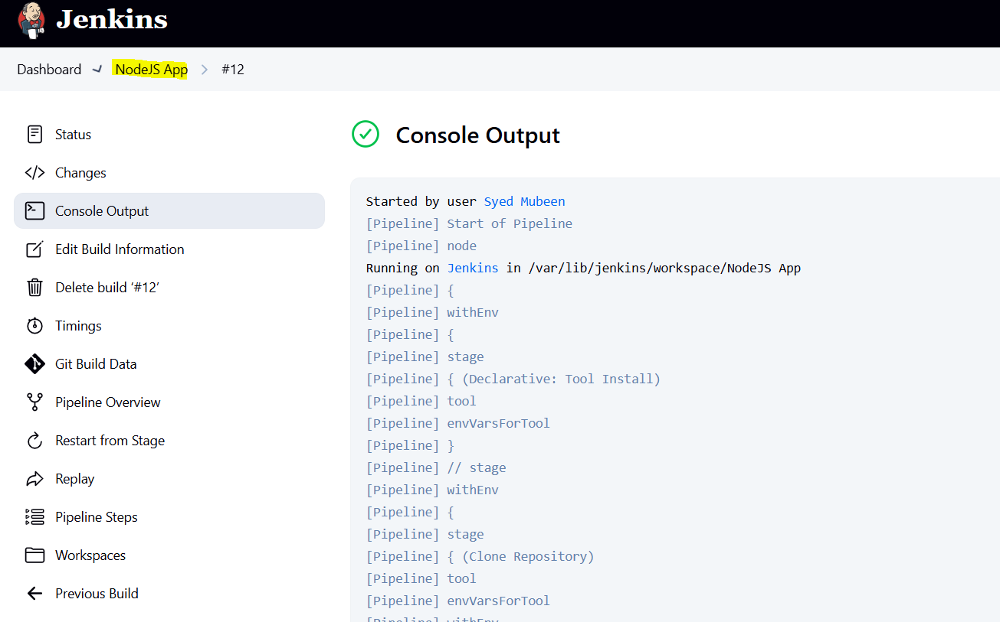 Jenkins
Dashboard NodeJS App #12
Status
Changes
Console Output
Edit Build Information
Delete build ‘#12’
Timings
Git Build Data
Pipeline Overview
Restart from Stage
Replay
Pipeline Steps
Workspaces
Previous Build
Console Output
Started by user Syed Mubeen
[Pipeline] Start of Pipeline
[Pipeline] node
Running on Jenkins in /var/lib/jenkins/workspace/NodeJS App
[Pipeline] {
[Pipeline] withEnv
[Pipeline] {
[Pipeline] stage
[Pipeline] { (Declarative: Tool Install)
[Pipeline] tool
[Pipeline] envVarsForTool
[Pipeline] }
[Pipeline] // stage
[Pipeline] withEnv
[Pipeline] {
[Pipeline] stage
[Pipeline] { (Clone Repository)
[Pipeline] tool
[Pipeline] envVarsForTool
[Pipeline] withEnv